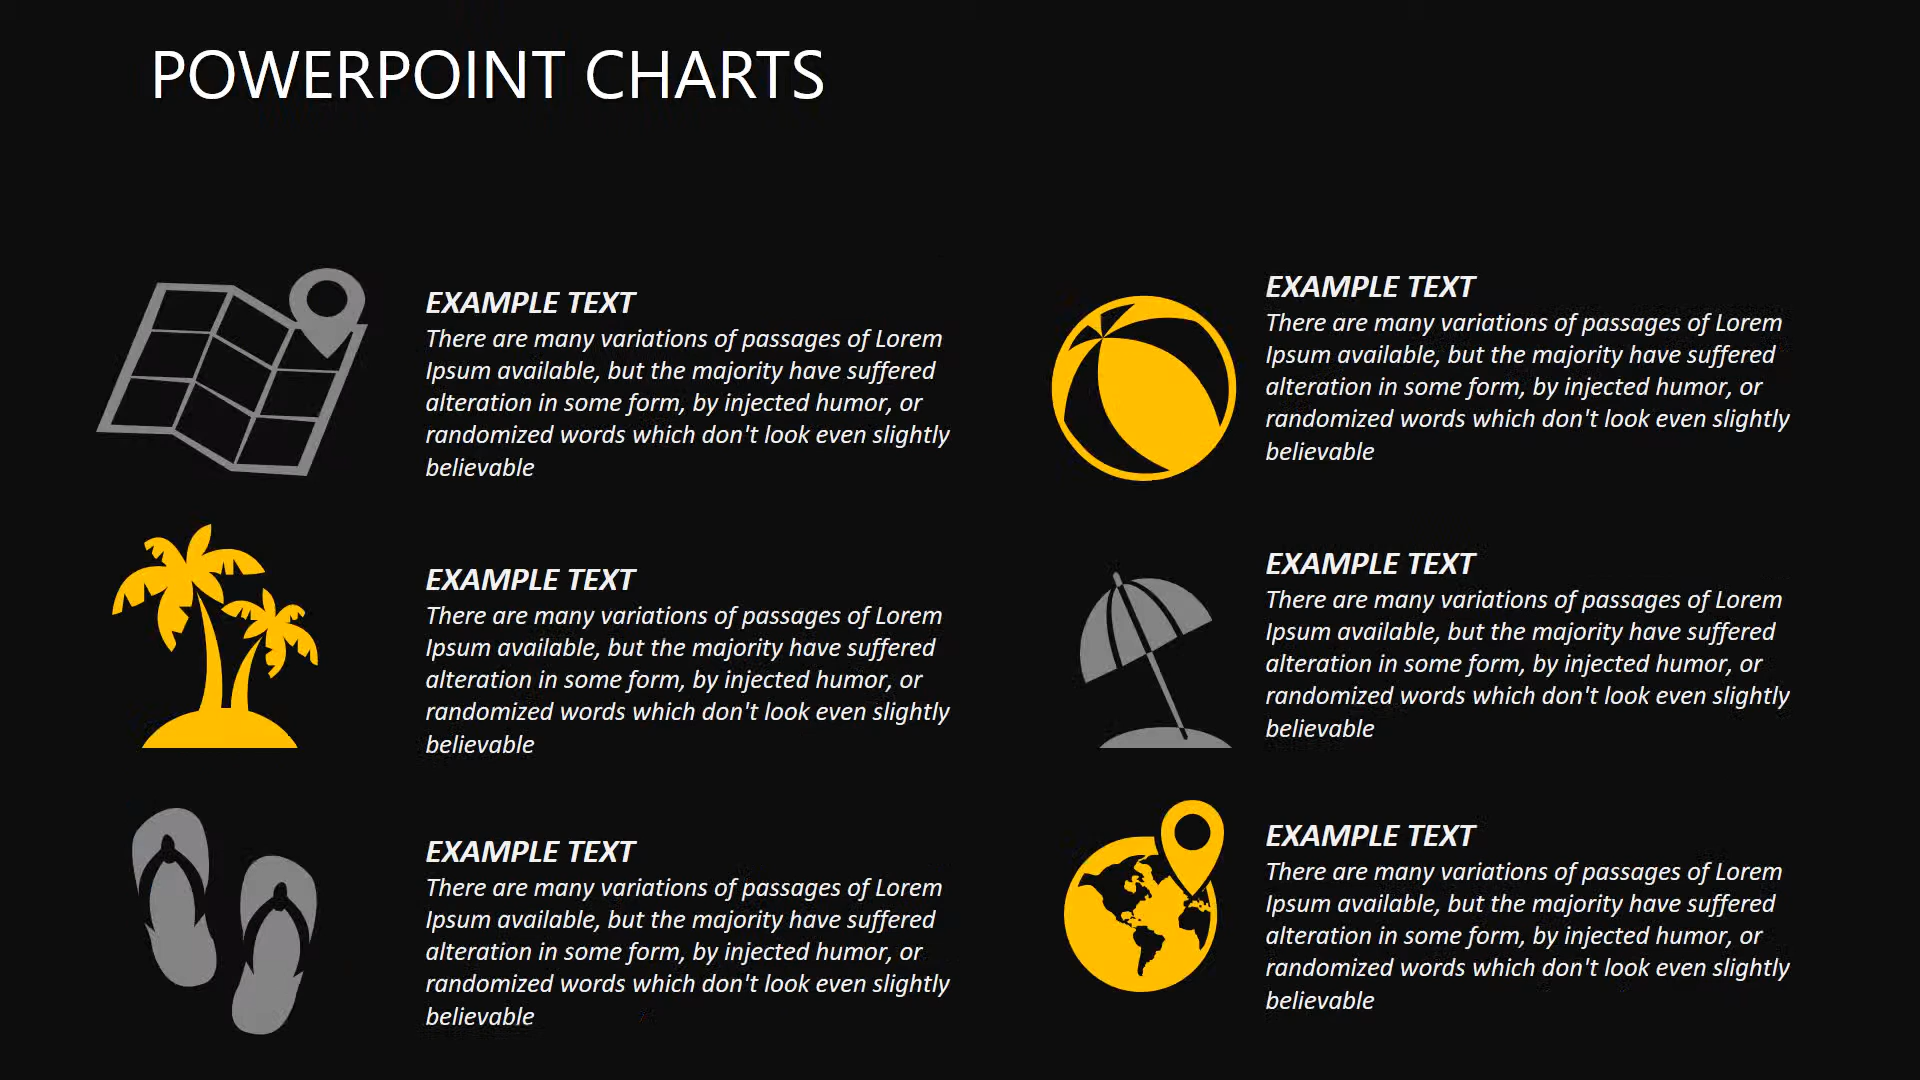 POWERPOINT CHARTS
EXAMPLE TEXT
There are many variations of passages of Lorem
Ipsum available, but the majority have suffered
alteration in some form, by injected humor, or
randomized words which don't look even slightly
believable
EXAMPLE TEXT
There are many variations of passages of Lorem
Ipsum available, but the majority have suffered
alteration in some form, by injected humor, or
randomized words which don't look even slightly
believable
EXAMPLE TEXT
There are many variations of passages of Lorem
Ipsum available, but the majority have suffered
alteration in some form, by injected humor, or
randomized words which don't look even slightly
believable
EXAMPLE TEXT
There are many variations of passages of Lorem
Ipsum available, but the majority have suffered
alteration in some form, by injected humor, or
randomized words which don't look even slightly
believable
EXAMPLE TEXT
There are many variations of passages of Lorem
Ipsum available, but the majority have suffered
alteration in some form, by injected humor, or
randomized words which don't look even slightly
believable
EXAMPLE TEXT
There are many variations of passages of Lorem
Ipsum available, but the majority have suffered
alteration in some form, by injected humor, or
randomized words which don't look even slightly
believable